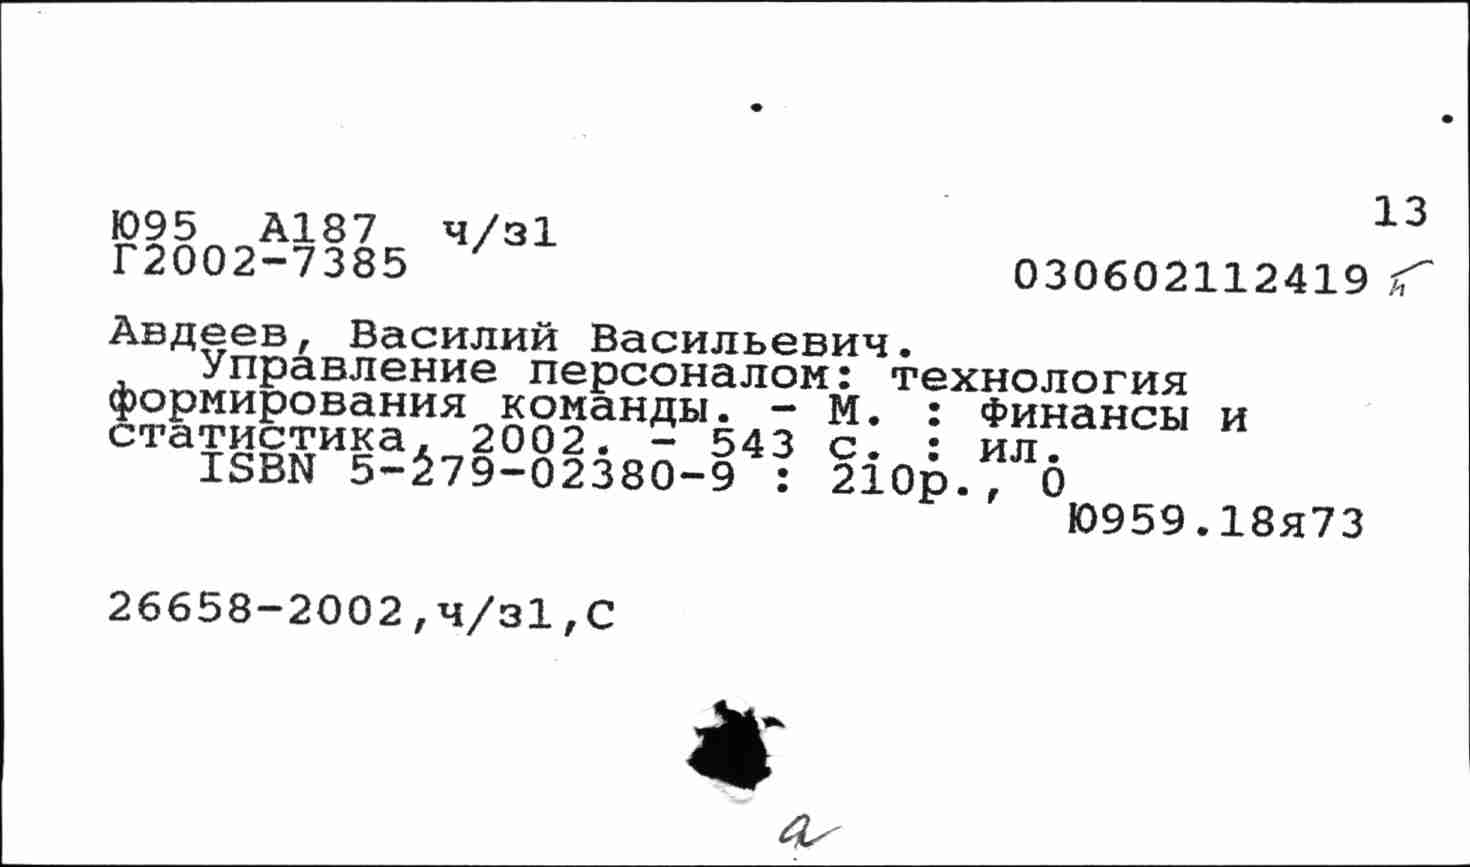 13
Ю95 А187 ч/з1
Г2002-7385
030602112419
Авдеев, Василий Васильевич.
Управление персоналом: технология
формирования команды. - М. : Финансы и
статистика, 2002. - 543 с. : ил.
ISBN 5-279-02380-9 : 210р., 0
Ю959.18я73
26658-2002,ч/з1,С
а